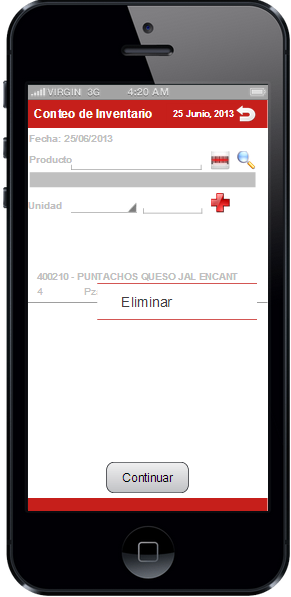 VIRGIN 3G 4:20 AM
Conteo de Inventario 25 Junio, 2013
Fecha: 25/06/2013
Producto
Unidad
400210 - PUNTACHOS QUESO JAL ENCANT
4 Pz
Eliminar
Continuar